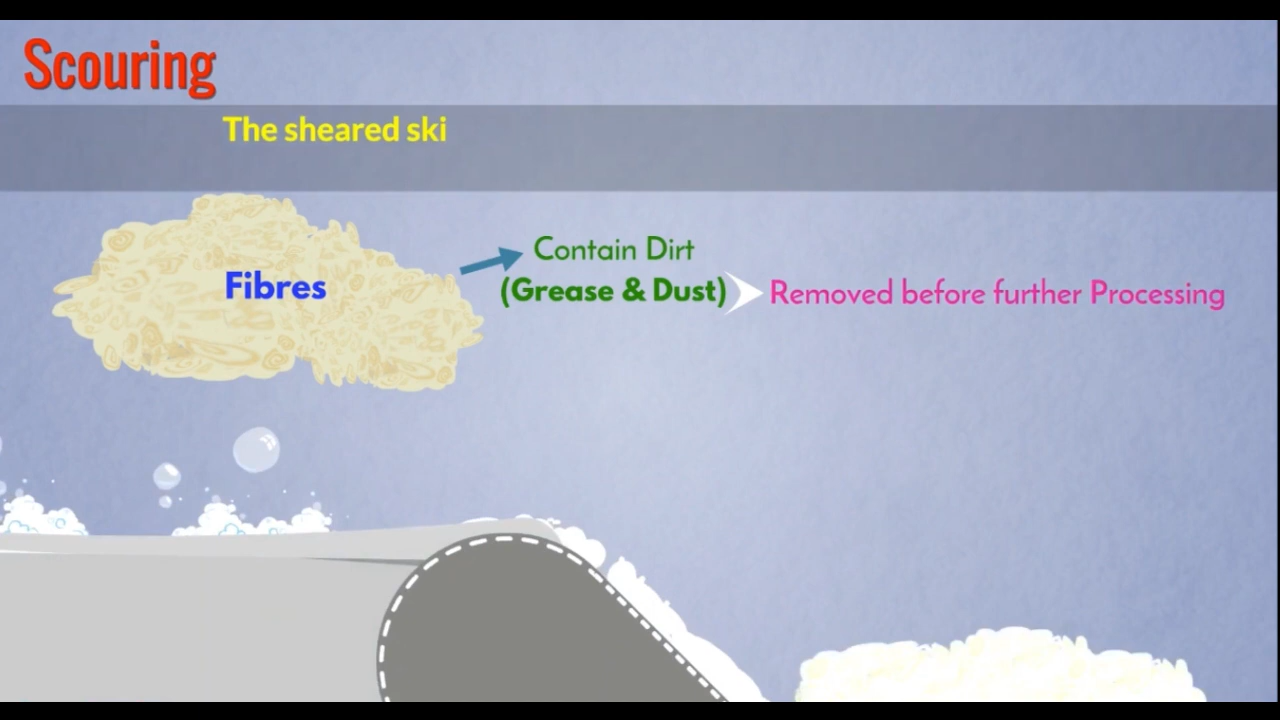 Scouring
The sheared ski
Fibres
Contain Dirt
(Grease & Dust)
Removed before further Processing